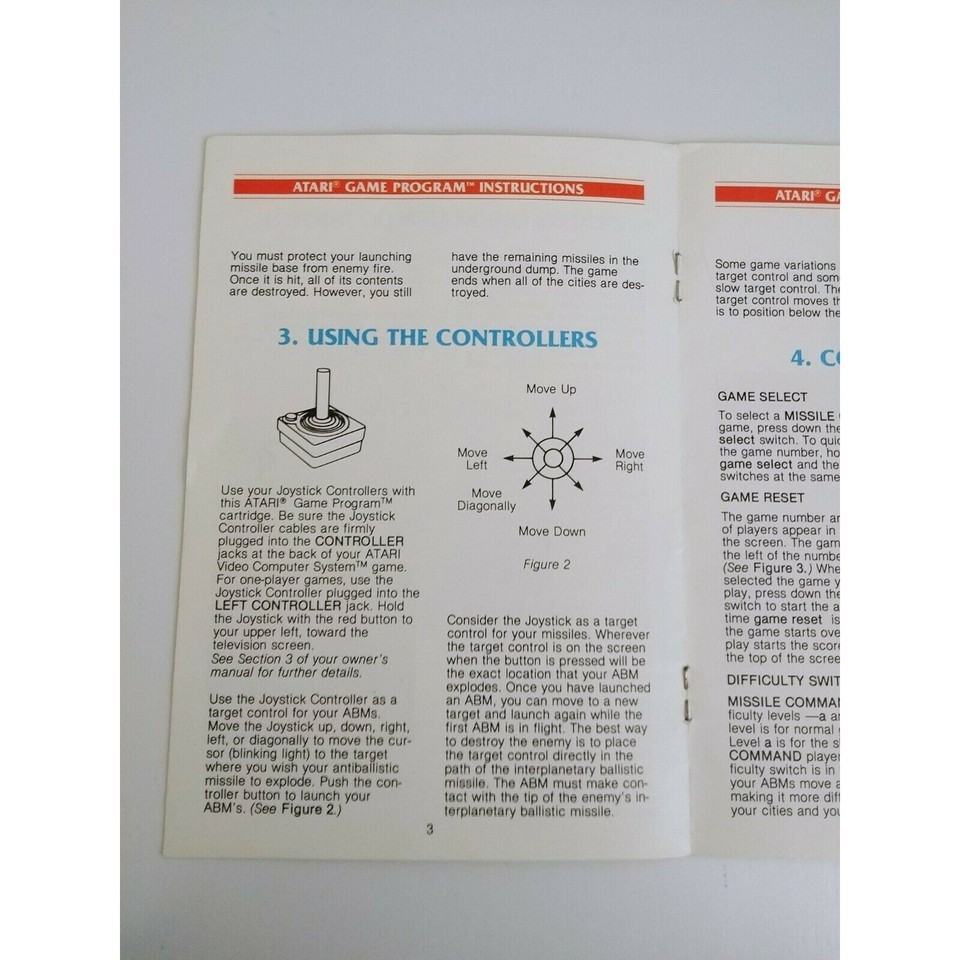 ATARI® GAME PROGRAM™ INSTRUCTIONS
You must protect your launching
missile base from enemy fire.
Once it is hit, all of its contents
are destroyed. However, you still
have the remaining missiles in the
underground dump. The game
ends when all of the cities are des-
troyed.
3. USING THE CONTROLLERS
Use your Joystick Controllers with
this ATARI® Game Program™
cartridge. Be sure the Joystick
Controller cables are firmly
plugged into the CONTROLLER
jacks at the back of your ATARI
Video Computer System™ game.
For one-player games, use the
Joystick Controller plugged into the
LEFT CONTROLLER jack. Hold
the Joystick with the red button to
your upper left, toward the
television screen.
See Section 3 of your owner's
manual for further details.
Use the Joystick Controller as a
target control for your ABMs.
Move the Joystick up, down, right,
left, or diagonally to move the cur-
sor (blinking light) to the target
where you wish your antiballistic
missile to explode. Push the con-
troller button to launch your
ABM's. (See Figure 2.)
Move Up
Move
Left
Move
Right
Move
Diagonally
Move Down
Figure 2
Consider the Joystick as a target
control for your missiles. Wherever
the target control is on the screen
when the button is pressed will be
the exact location that your ABM
explodes. Once you have launched
an ABM, you can move to a new
target and launch again while the
first ABM is in flight. The best way
to destroy the enemy is to place
the target control directly in the
path of the interplanetary ballistic
missile. The ABM must make con-
tact with the tip of the enemy's in-
terplanetary ballistic missile.
3
ATARI® GA
Some game variations
target control and som
slow target control. The
target control moves th
is to position below the
4. CO
GAME SELECT
To select a MISSILE
game, press down the
select switch. To quic
the game number, ho
game select and the
switches at the same
GAME RESET
The game number an
of players appear in
the screen. The gam
the left of the numbe
(See Figure 3.) Whe
selected the game y
play, press down the
switch to start the a
time game reset is
the game starts ove
play starts the score
the top of the scree
DIFFICULTY SWIT
MISSILE COMMAN
ficulty levels —a an
level is for normal
Level a is for the s
COMMAND player
ficulty switch is in
your ABMs move a
making it more diff
your cities and you